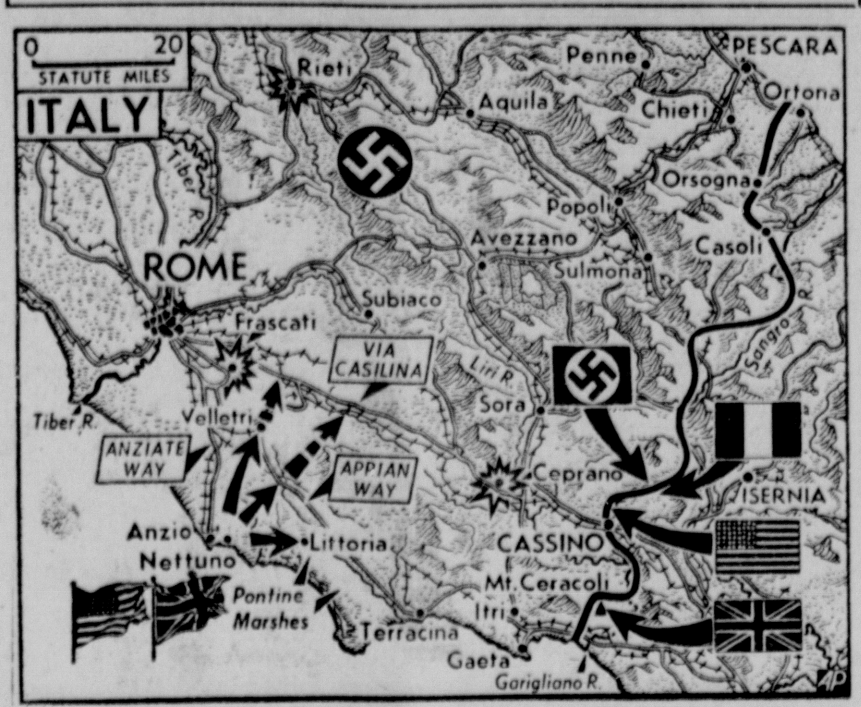 0 20
STATUTE MILES
ITALY
Rieti
Penne
PESCARA
Aquila
Chieti
Ortona
Tiber R.
Orsogna
Popoli
Casoli
Avezzano
Sulmona
ROME
Subiaco
Sangro R.
Frascati
VIA
CASILINA
Liri R.
Sora
Tiber R.
Velletri
ANZIATE
WAY
APPIAN
WAY
Ceprano
ISERNIA
Anzio
Littoria
CASSINO
Nettuno
Mt. Ceracoli
Pontine
Marshes
Itri
Terracina
Gaeta
Garigliano R.
AP